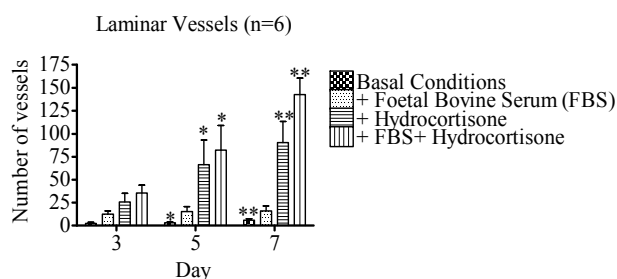 Laminar Vessels (n=6)
Number of vessels
175
150
125
100
75
50
25
0
*
*
*
**
**
**
3
5
7
Day
Basal Conditions
+ Foetal Bovine Serum (FBS)
+ Hydrocortisone
+ FBS+ Hydrocortisone